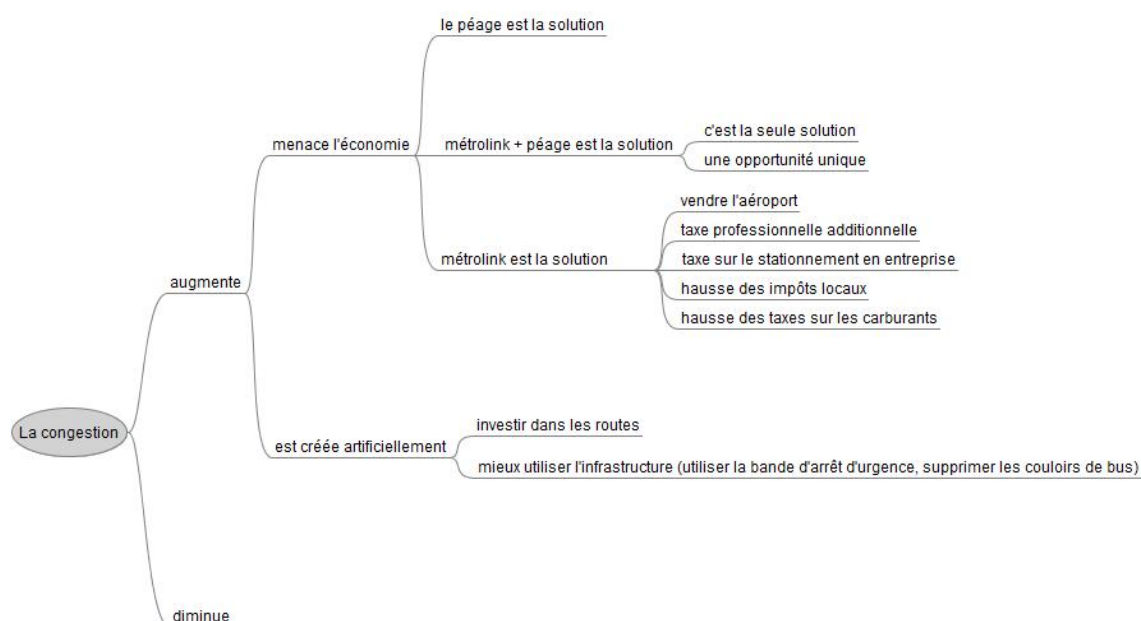 le péage est la solution
menace l'économie
métrolink + péage est la solution
c'est la seule solution
une opportunité unique
vendre l'aéroport
taxe professionnelle additionnelle
métrolink est la solution
taxe sur le stationnement en entreprise
augmente
hausse des impôts locaux
hausse des taxes sur les carburants
La congestion
est créée artificiellement
investir dans les routes
mieux utiliser l'infrastructure (utiliser la bande d'arrêt d'urgence, supprimer les couloirs de bus)
diminue